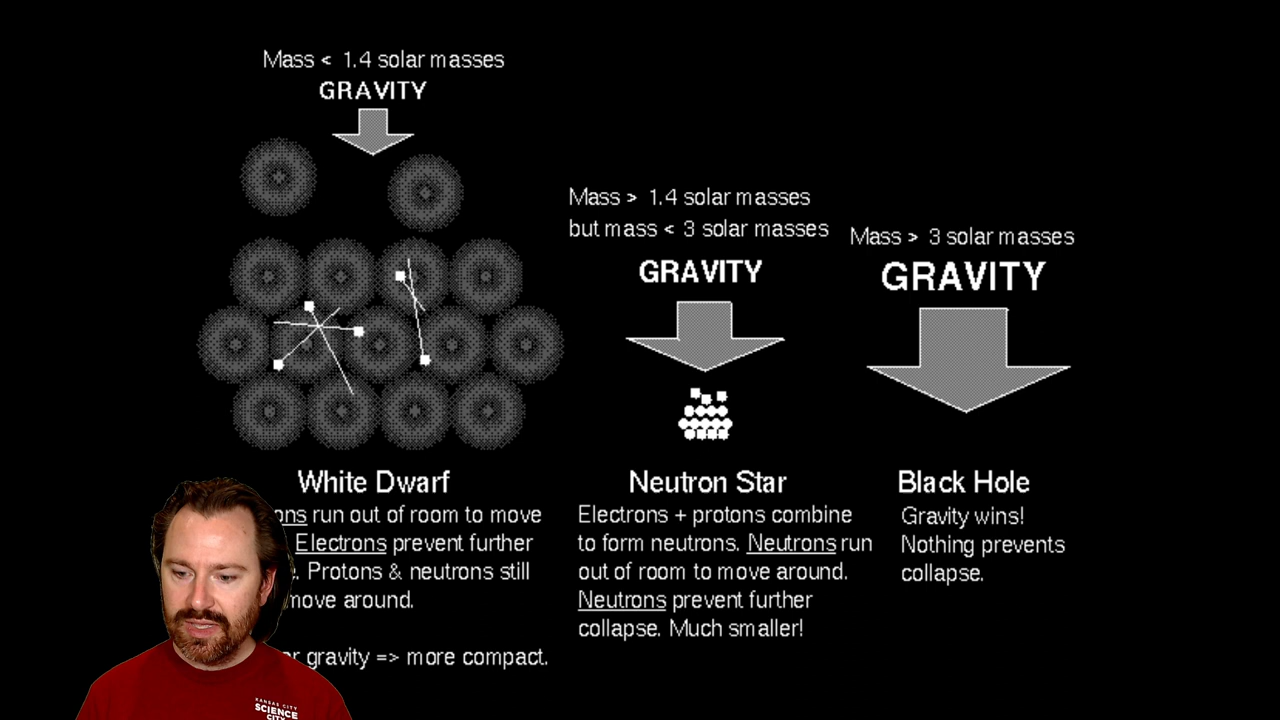 Mass < 1.4 solar masses
GRAVITY
Mass > 1.4 solar masses
but mass < 3 solar masses
GRAVITY
Mass > 3 solar masses
GRAVITY
White Dwarf
run out of room to move
Electrons prevent further
Protons & neutrons still
move around.
gravity => more compact.
Neutron Star
Electrons + protons combine
to form neutrons. Neutrons run
out of room to move around.
Neutrons prevent further
collapse. Much smaller!
Black Hole
Gravity wins!
Nothing prevents
collapse.
KANSAS CITY
SCIENCE
CITY